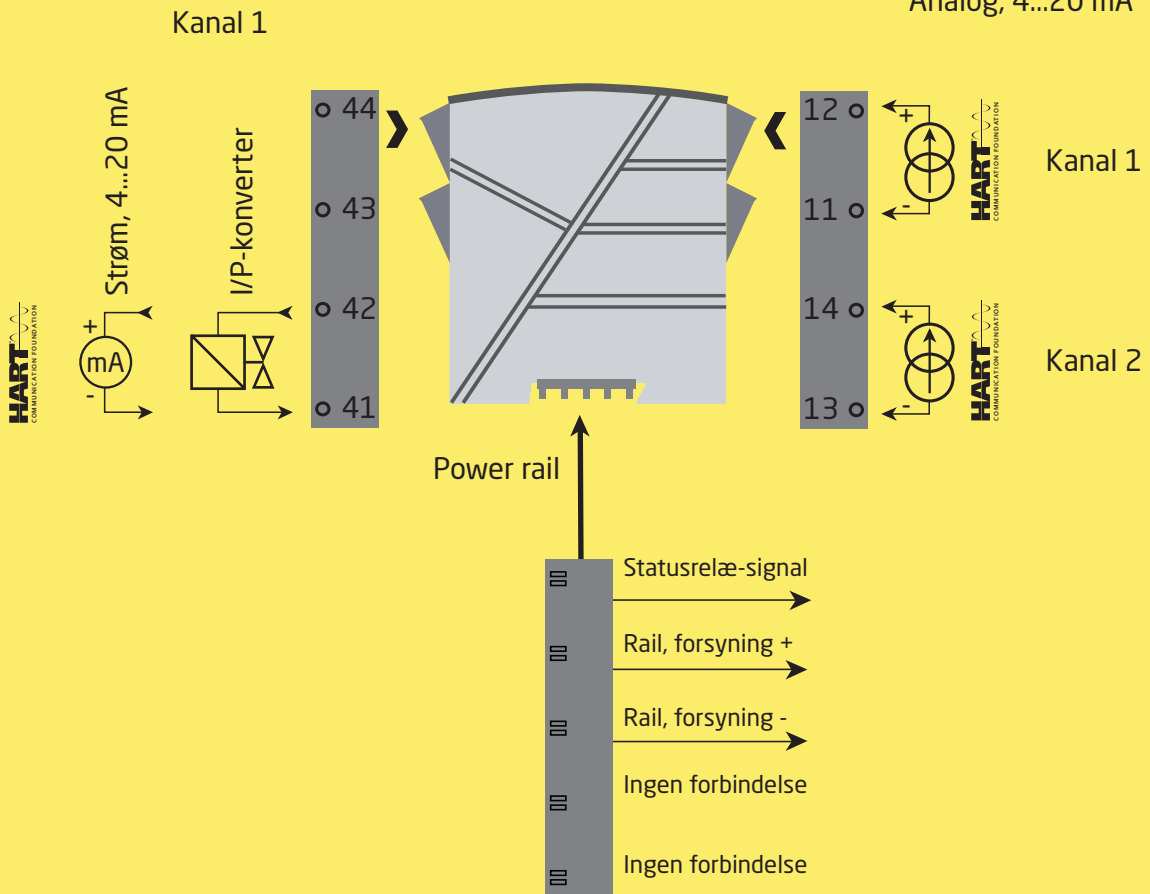 Analog, 4...20 mA
Kanal 1
Strøm, 4...20 mA
I/P-konverter
44
43
42
41
12
11
14
13
+
-
+
-
Kanal 1
+
-
Kanal 2
mA
HART
COMMUNICATION FOUNDATION
HART
COMMUNICATION FOUNDATION
HART
COMMUNICATION FOUNDATION
Power rail
Statusrelæ-signal
Rail, forsyning +
Rail, forsyning -
Ingen forbindelse
Ingen forbindelse